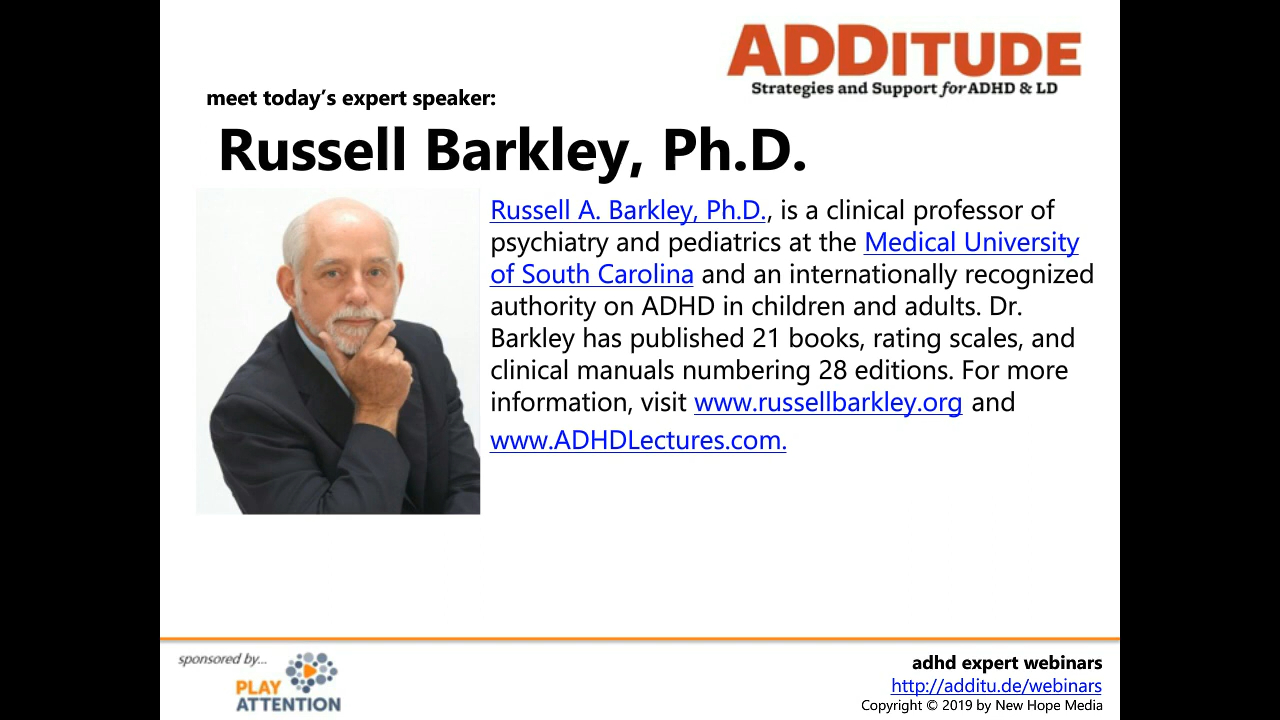 ADDITUDE
Strategies and Support for ADHD & LD
meet today’s expert speaker:
Russell Barkley, Ph.D.
Russell A. Barkley, Ph.D., is a clinical professor of
psychiatry and pediatrics at the Medical University
of South Carolina and an internationally recognized
authority on ADHD in children and adults. Dr.
Barkley has published 21 books, rating scales, and
clinical manuals numbering 28 editions. For more
information, visit www.russellbarkley.org and
www.ADHDLectures.com.
sponsored by...
PLAY
ATTENTION
adhd expert webinars
http://additu.de/webinars
Copyright © 2019 by New Hope Media